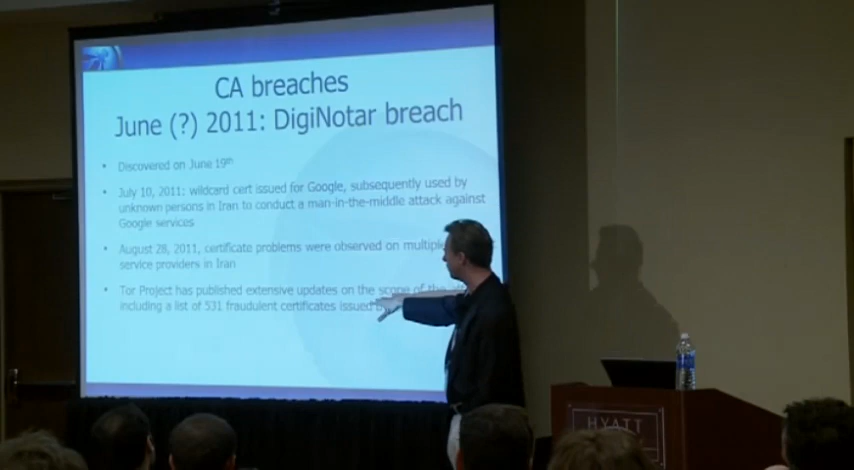 CA breaches
June (?) 2011: DigiNotar breach
• Discovered on June 19th
• July 10, 2011: wildcard cert issued for Google, subsequently used by
unknown persons in Iran to conduct a man-in-the-middle attack against
Google services
• August 28, 2011, certificate problems were observed on multiple
service providers in Iran
• Tor Project has published extensive updates on the scope of the
including a list of 531 fraudulent certificates issued
HYATT